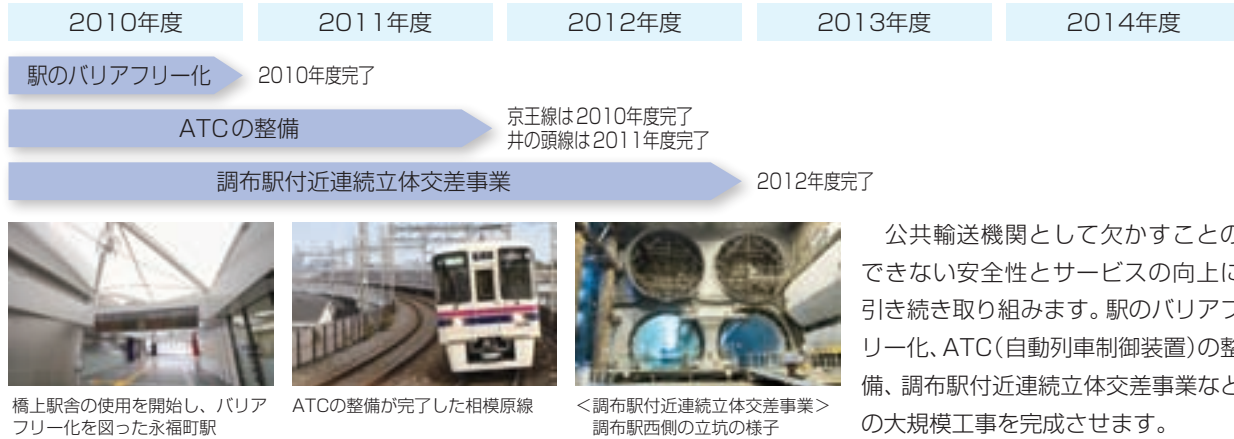 2010年度
2011年度
2012年度
2013年度
2014年度
駅のバリアフリー化
2010年度完了
ATCの整備
京王線は2010年度完了
井の頭線は2011年度完了
調布駅付近連続立体交差事業
2012年度完了
橋上駅舎の使用を開始し、バリア
フリー化を図った永福町駅
ATCの整備が完了した相模原線
＜調布駅付近連続立体交差事業＞
調布駅西側の立坑の様子
公共輸送機関として欠かすことの
できない安全性とサービスの向上に
引き続き取り組みます。駅のバリアフ
リー化、ATC（自動列車制御装置）の整
備、調布駅付近連続立体交差事業など
の大規模工事を完成させます。